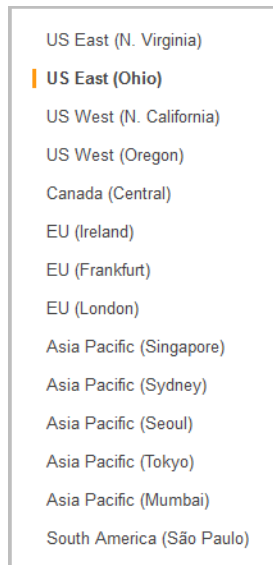 US East (N. Virginia)
US East (Ohio)
US West (N. California)
US West (Oregon)
Canada (Central)
EU (Ireland)
EU (Frankfurt)
EU (London)
Asia Pacific (Singapore)
Asia Pacific (Sydney)
Asia Pacific (Seoul)
Asia Pacific (Tokyo)
Asia Pacific (Mumbai)
South America (São Paulo)